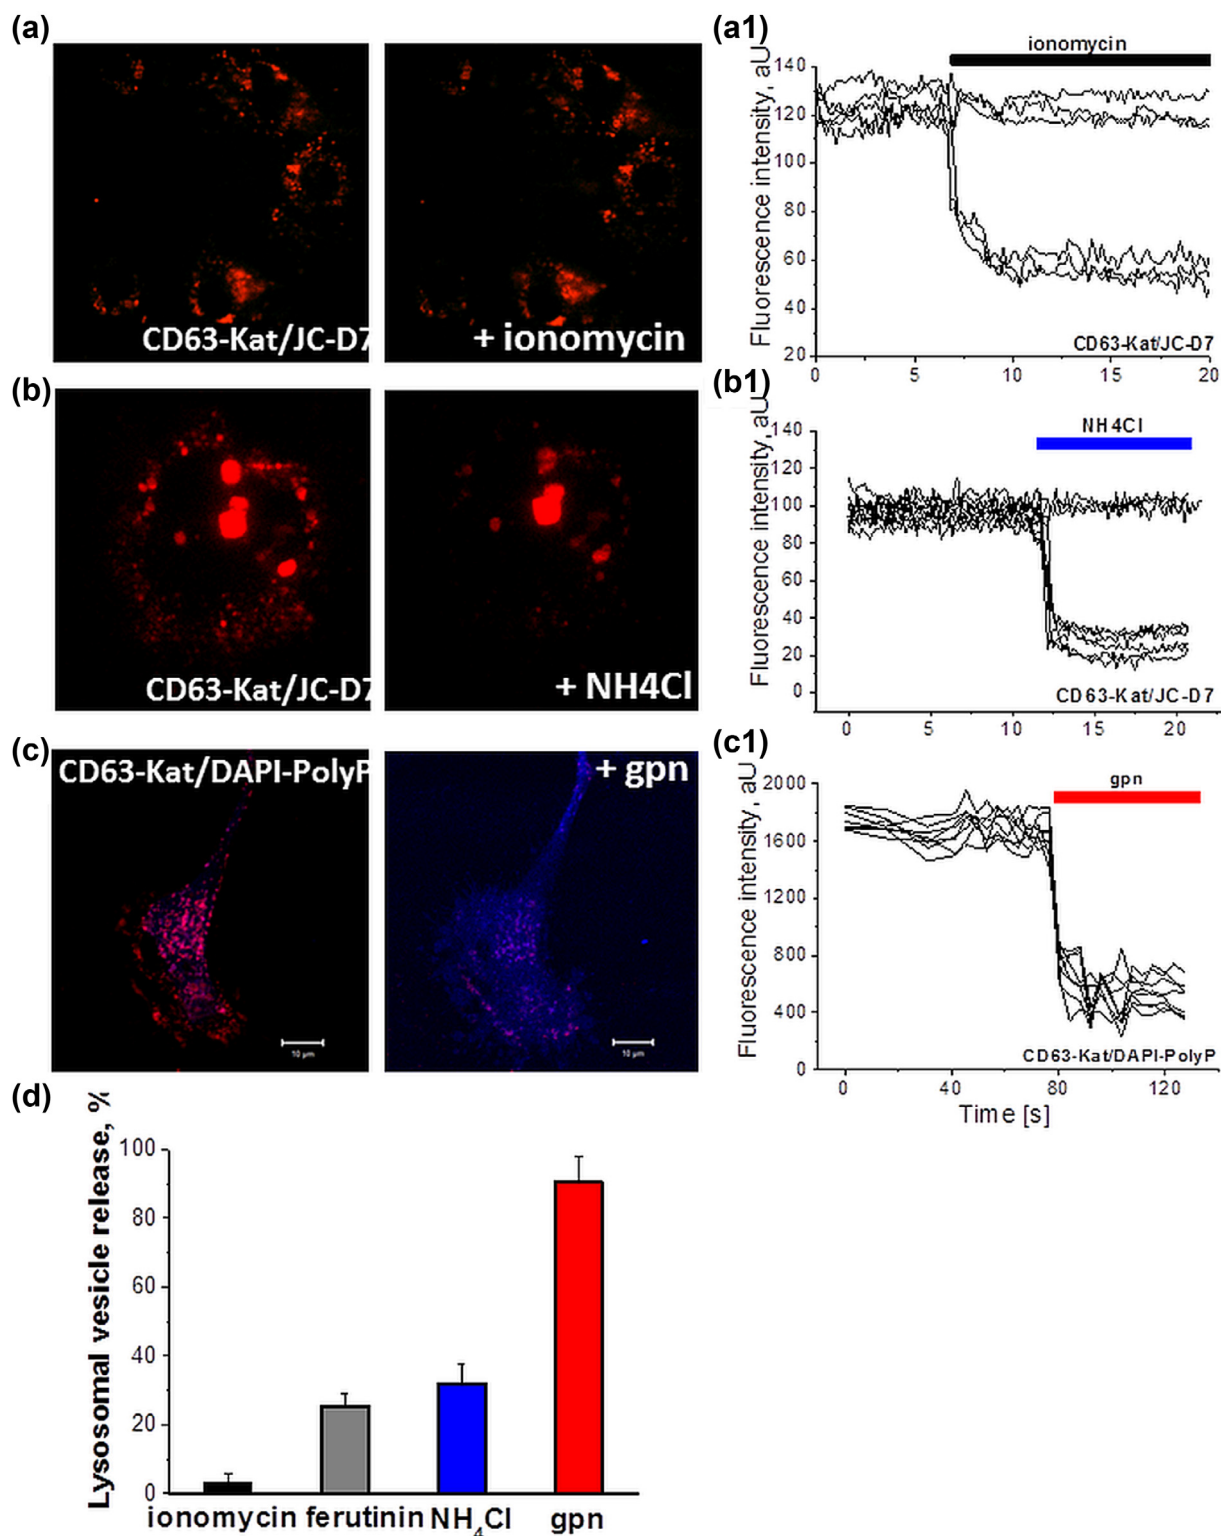 (a)
CD63-Kat/JC-D7
+ ionomycin
(a1)
ionomycin
Fluorescence intensity, aU
140
120
100
80
60
40
20
0
5
10
15
20
CD63-Kat/JC-D7
(b)
CD63-Kat/JC-D7
+ NH4Cl
(b1)
NH4Cl
Fluorescence intensity, aU
140
120
100
80
60
40
20
0
0
5
10
15
20
CD63-Kat/JC-D7
(c)
CD63-Kat/DAPI-PolyP
10 µm
+ gpn
10 µm
(c1)
gpn
Fluorescence intensity, aU
2000
1600
1200
800
400
0
0
40
80
120
CD63-Kat/DAPI-PolyP
Time [s]
(d)
Lysosomal vesicle release, %
100
80
60
40
20
0
ionomycin ferutinin NH4Cl gpn